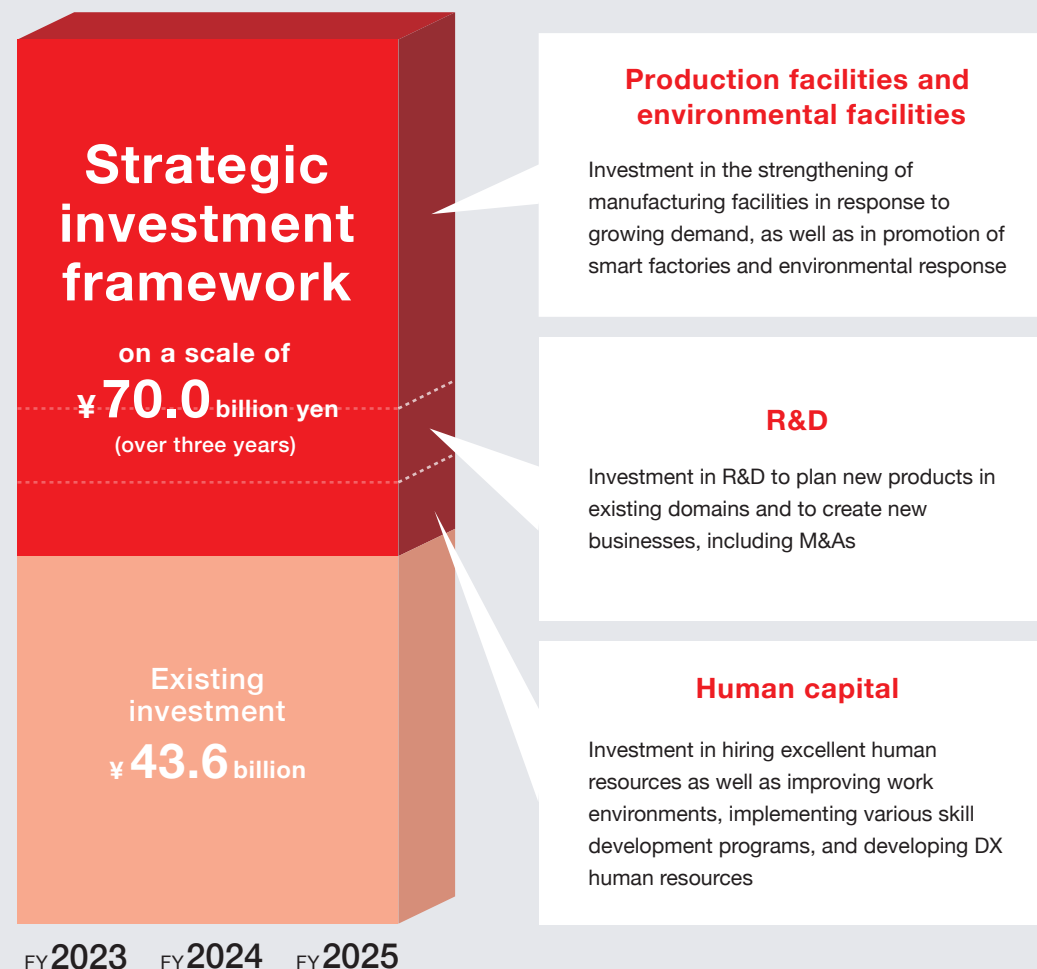 Strategic
investment
framework
on a scale of
¥70.0 billion yen
(over three years)
Existing
investment
¥43.6 billion
FY2023 FY2024 FY2025
Production facilities and
environmental facilities
Investment in the strengthening of
manufacturing facilities in response to
growing demand, as well as in promotion of
smart factories and environmental response
R&D
Investment in R&D to plan new products in
existing domains and to create new
businesses, including M&As
Human capital
Investment in hiring excellent human
resources as well as improving work
environments, implementing various skill
development programs, and developing DX
human resources